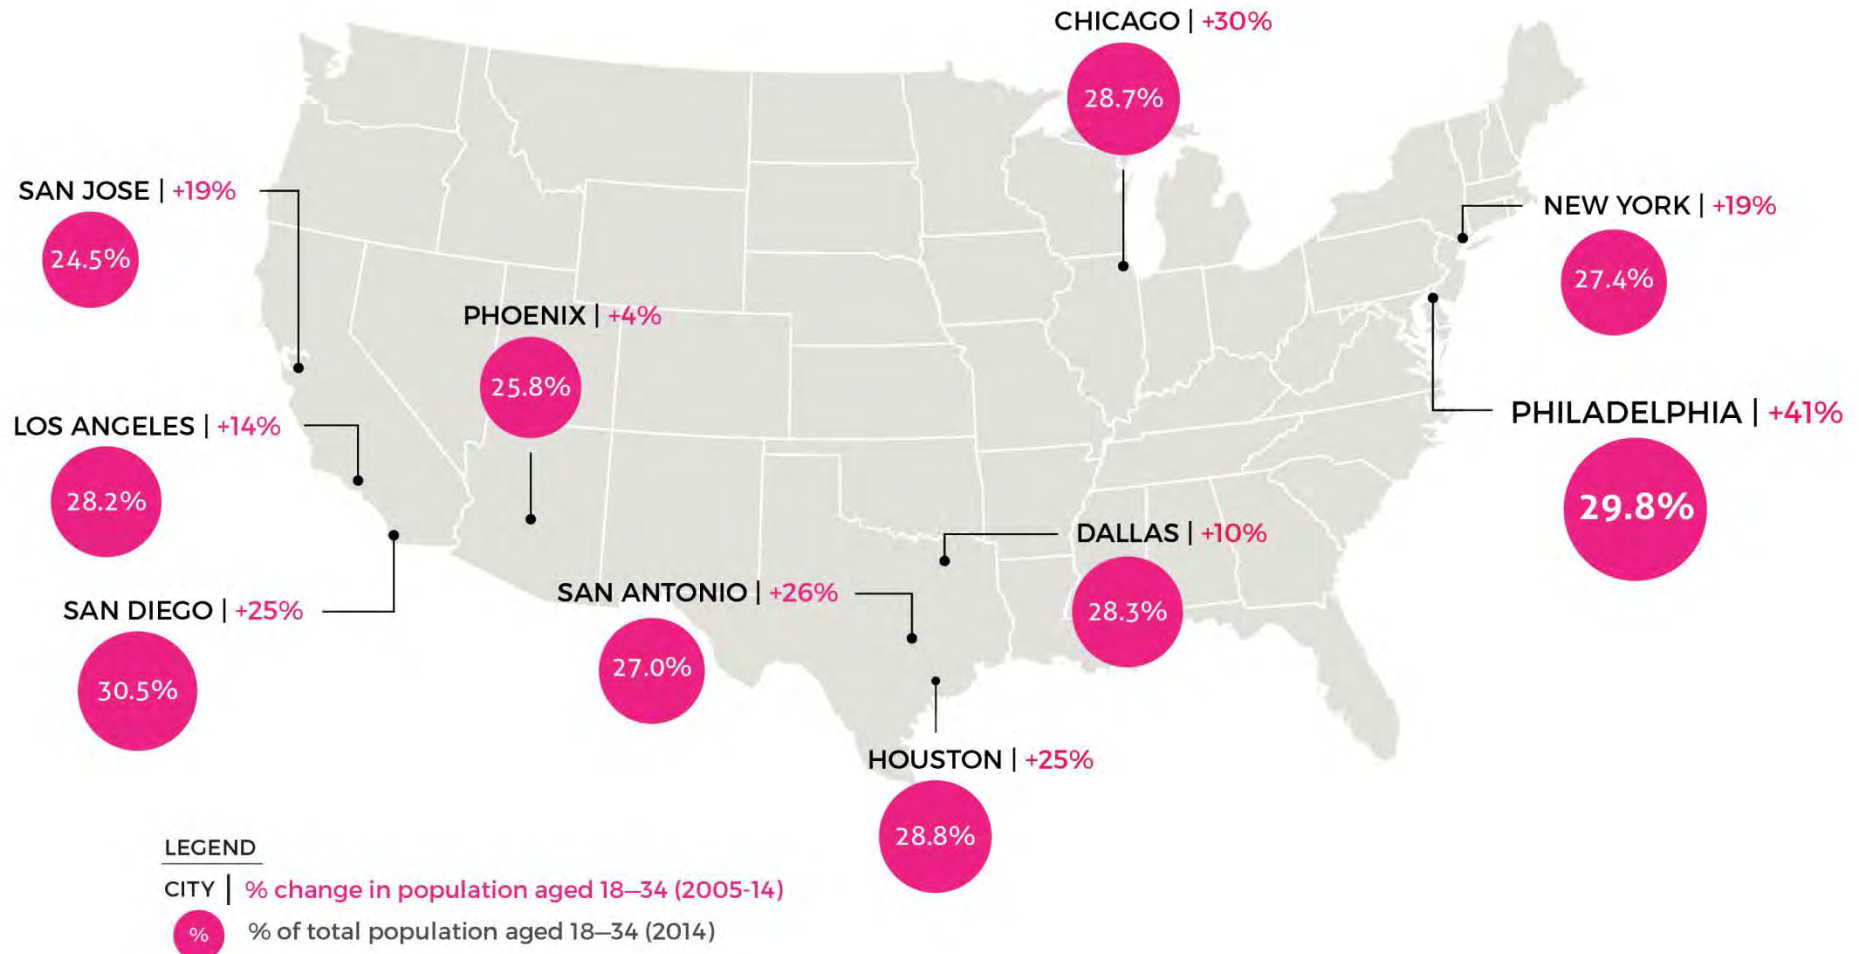 CHICAGO | +30%
28.7%
SAN JOSE | +19%
24.5%
NEW YORK | +19%
27.4%
PHOENIX | +4%
25.8%
PHILADELPHIA | +41%
29.8%
LOS ANGELES | +14%
28.2%
DALLAS | +10%
28.3%
SAN ANTONIO | +26%
27.0%
SAN DIEGO | +25%
30.5%
HOUSTON | +25%
28.8%
LEGEND
CITY | % change in population aged 18—34 (2005-14)
% % of total population aged 18—34 (2014)